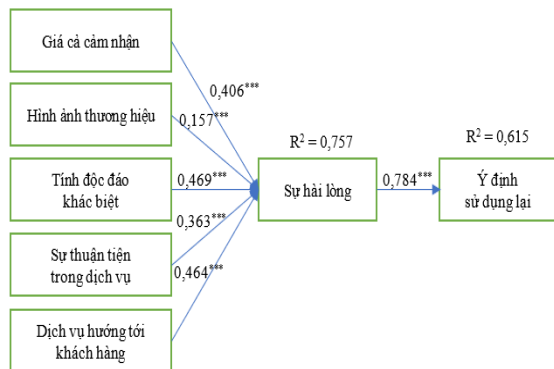 Giá cả cảm nhận
0,406***
Hình ảnh thương hiệu
0,157***
R² = 0,757
R² = 0,615
Tính độc đáo
khác biệt
0,469***
Sự hài lòng
0,784***
Ý định
sử dụng lại
0,363***
Sự thuận tiện
trong dịch vụ
0,464***
Dịch vụ hướng tới
khách hàng